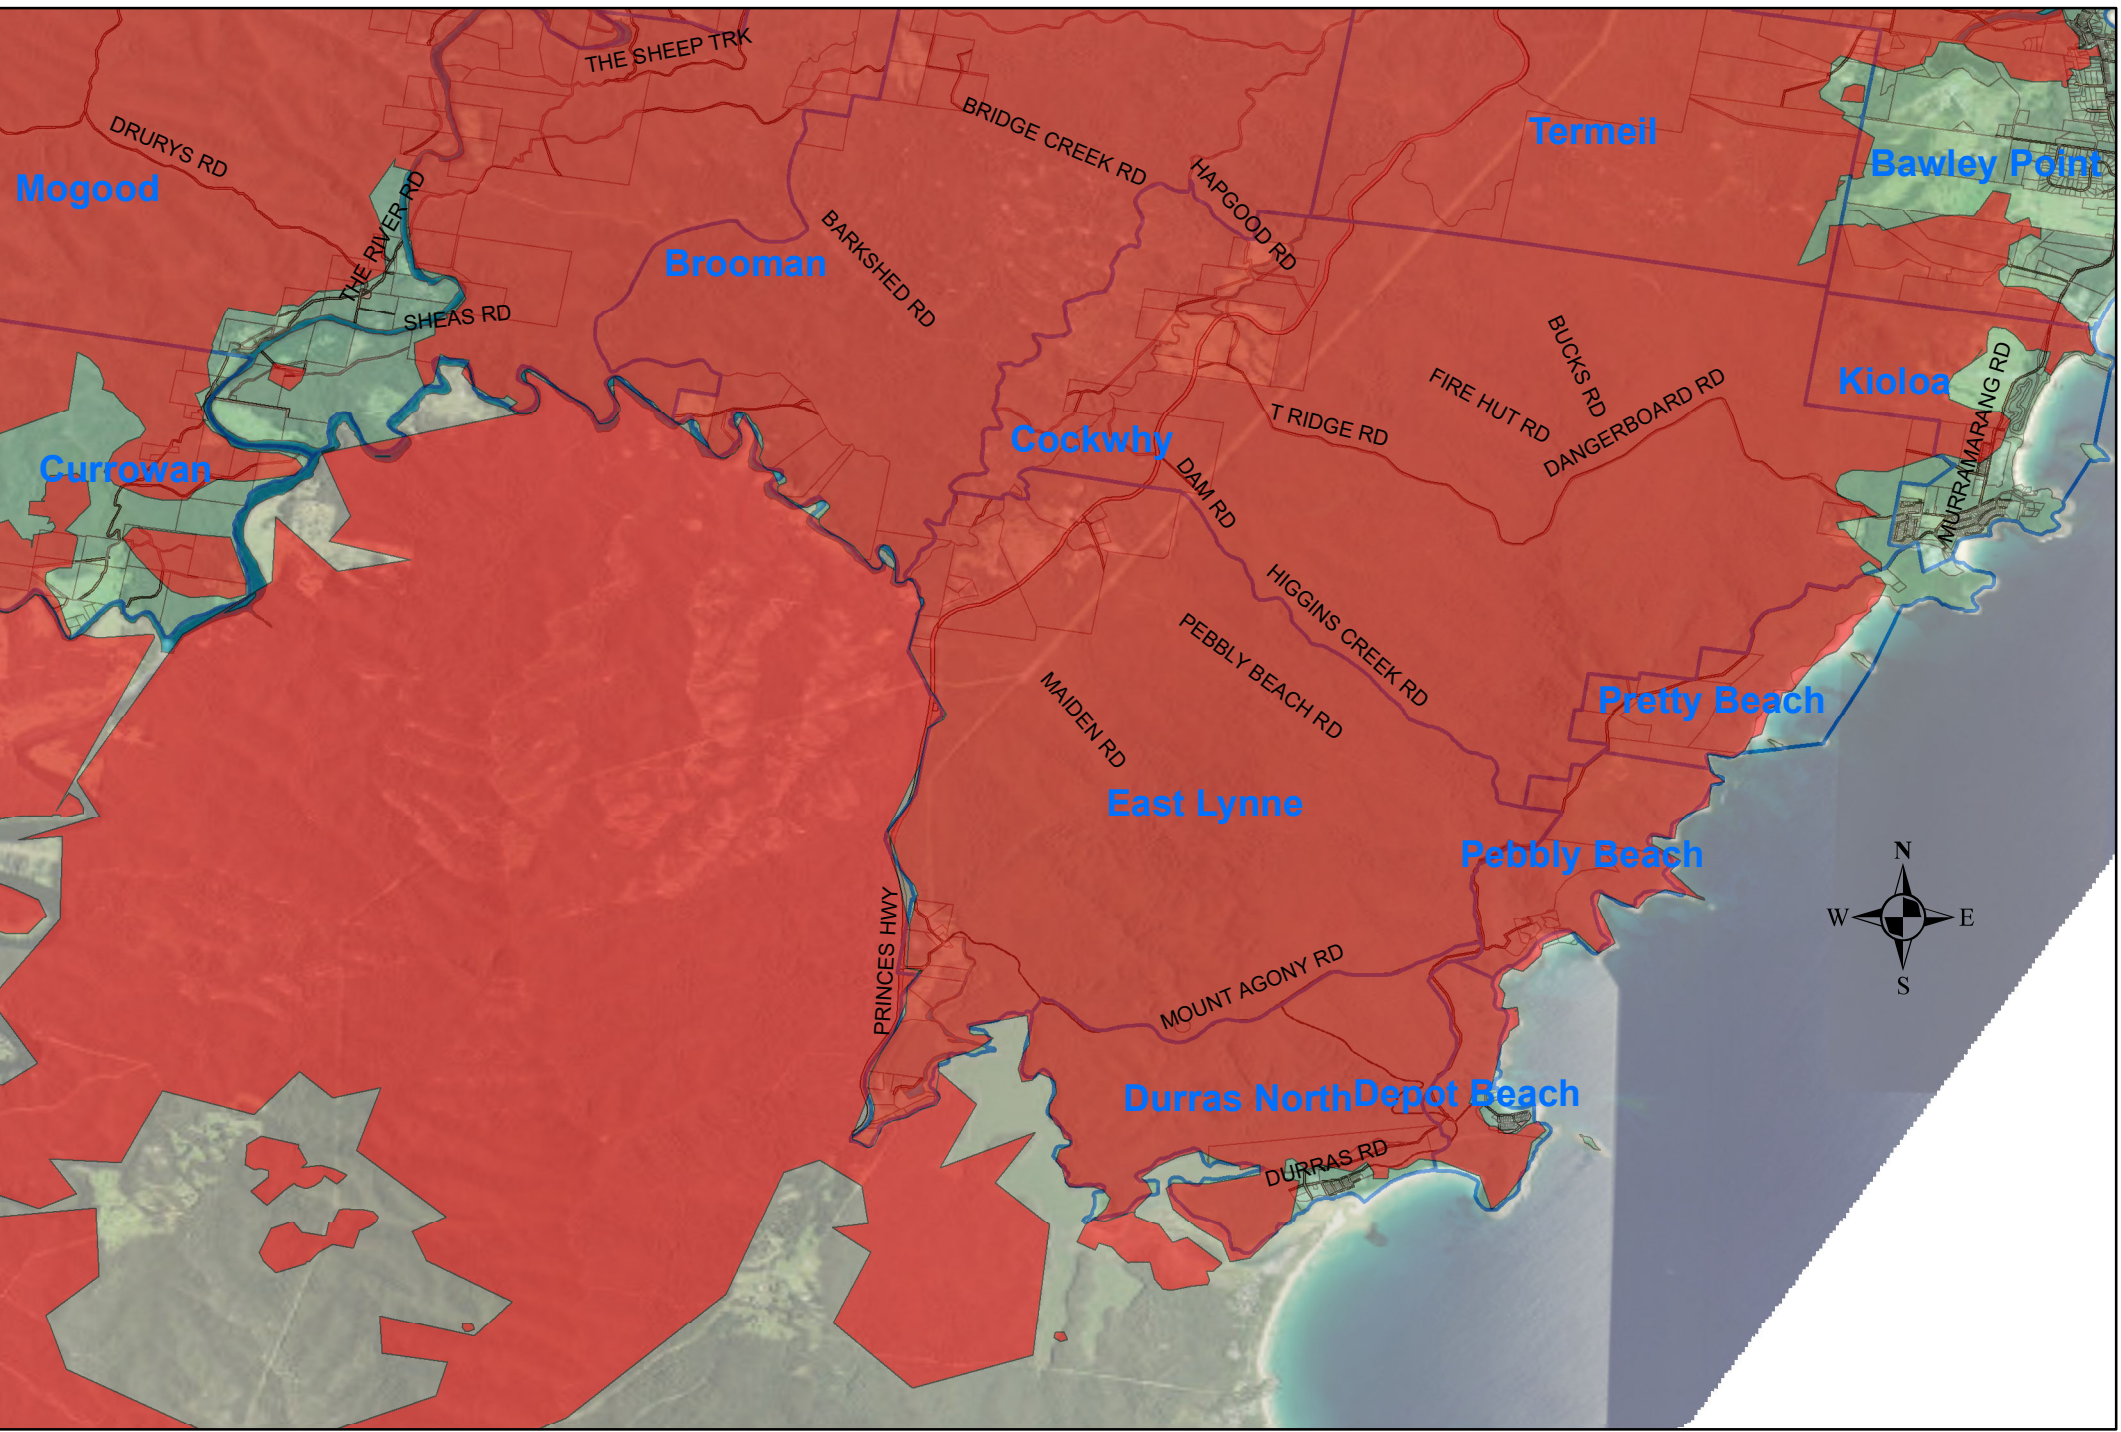 THE SHEEP TRK
DRURYS RD
BRIDGE CREEK RD
Termeil
Bawley Point
Mogood
THE RIVER RD
HAPGOOD RD
Brooman
BARKSHED RD
SHEAS RD
BUCKS RD
Kioloa
MURRAMARANG RD
FIRE HUT RD
DANGERBOARD RD
T RIDGE RD
Cockwhy
Currowan
DAM RD
HIGGINS CREEK RD
PEBBLY BEACH RD
MAIDEN RD
Pretty Beach
East Lynne
Pebbly Beach
N
W
E
S
PRINCES HWY
MOUNT AGONY RD
Durras North
Depot Beach
DURRAS RD